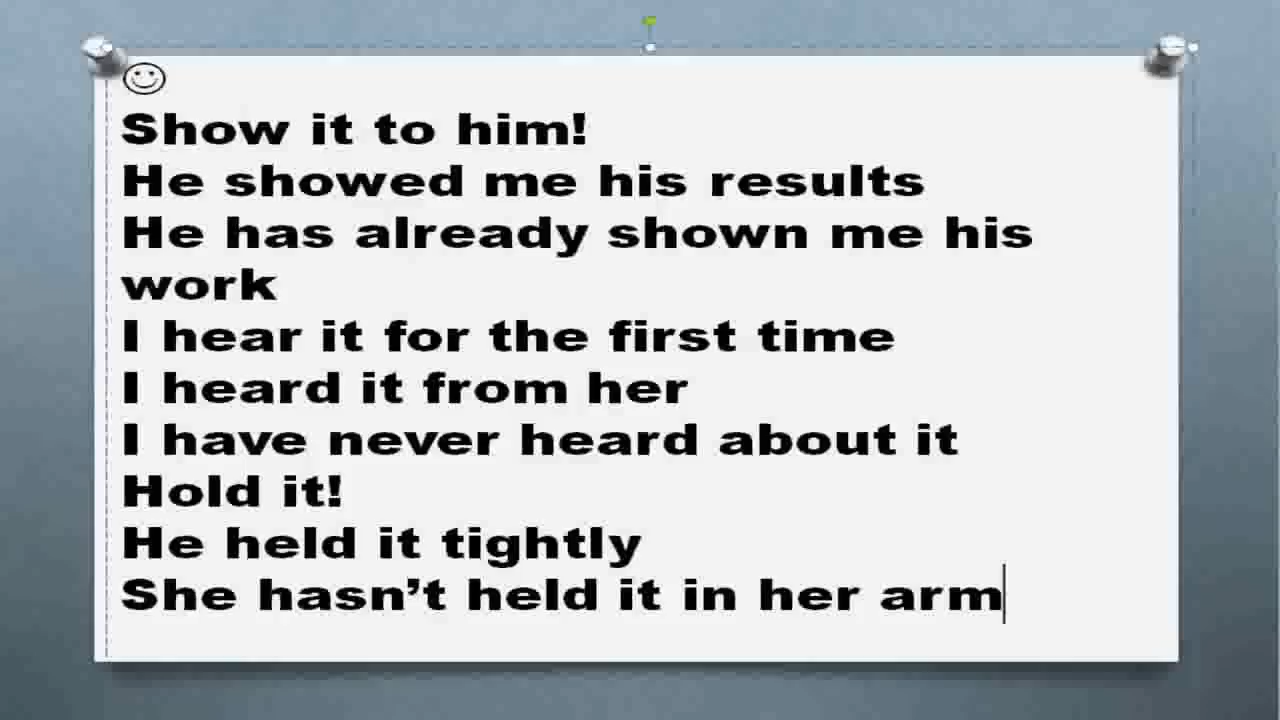 Show it to him!
He showed me his results
He has already shown me his
work
I hear it for the first time
I heard it from her
I have never heard about it
Hold it!
He held it tightly
She hasn’t held it in her arm